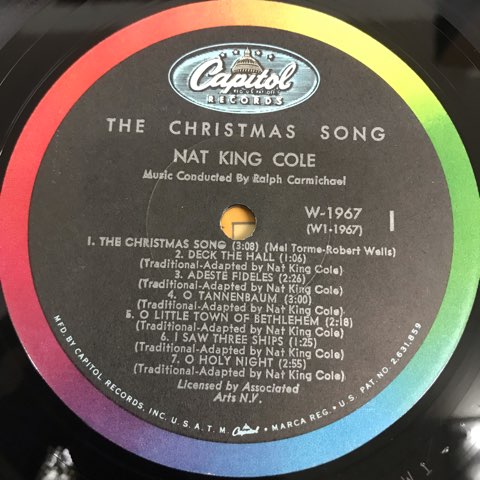 Capitol
RECORDS
THE CHRISTMAS SONG
NAT KING COLE
Music Conducted By Ralph Carmichael
W-1967
(W1-1967)
1
1. THE CHRISTMAS SONG (3:08) (Mel Torme-Robert Wells)
2. DECK THE HALL (1:06)
(Traditional-Adapted by Nat King Cole)
3. ADESTE FIDELES (2:26)
(Traditional-Adapted by Nat King Cole)
4. O TANNENBAUM (3:00)
(Traditional-Adapted by Nat King Cole)
5. O LITTLE TOWN OF BETHLEHEM (2:18)
(Traditional-Adapted by Nat King Cole)
6. I SAW THREE SHIPS (1:25)
(Traditional-Adapted by Nat King Cole)
7. O HOLY NIGHT (2:55)
(Traditional-Adapted by Nat King Cole)
Licensed by Associated
Arts N.V.
MFD. BY CAPITOL RECORDS, INC. U.S.A. T.M. Capitol MARCA REG. • U.S. PAT. NO. 2,631,859